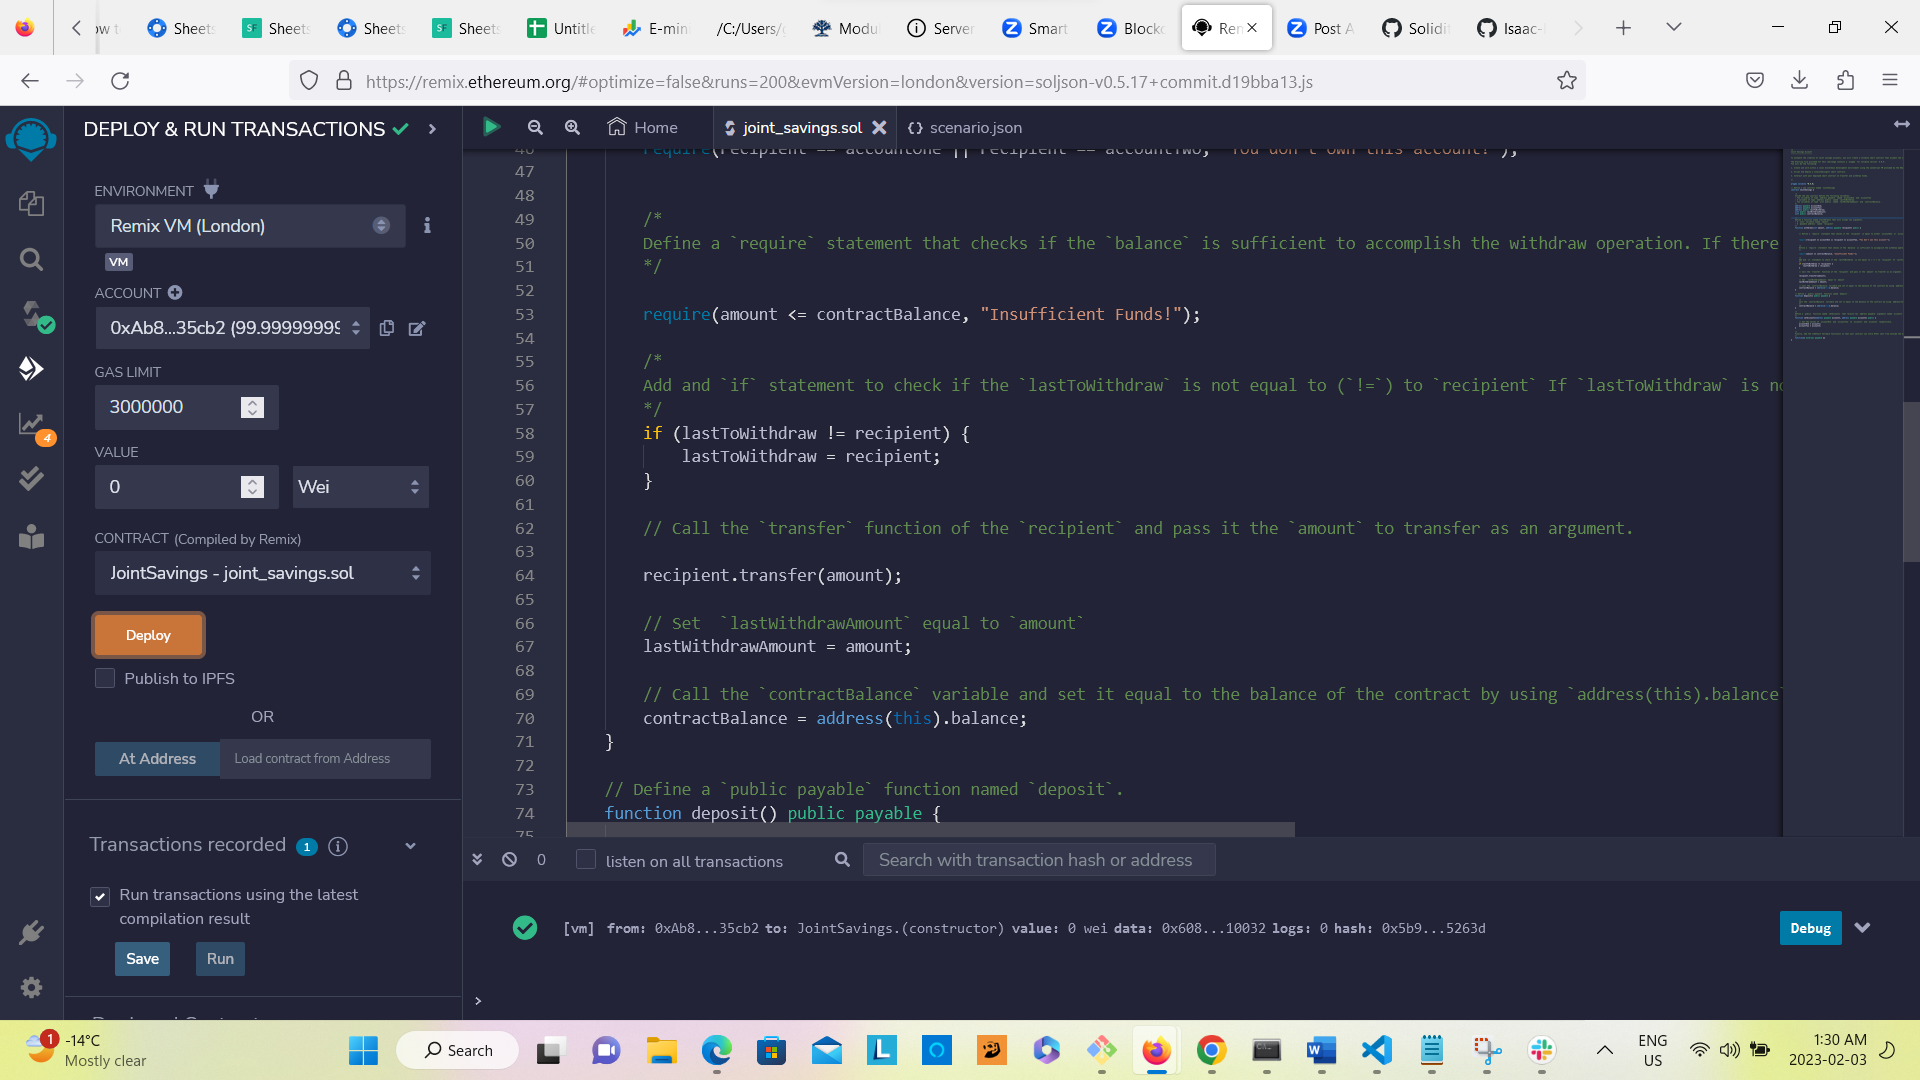 Sheets
Sheets
Sheets
Sheets
Untitle
E-mini
/C:/Users/g
Modul
Server
Smart
Blockc
Rem
Post A
Solidit
Isaac-
https://remix.ethereum.org/#optimize=false&runs=200&evmVersion=london&version=soljson-v0.5.17+commit.d19bba13.js
DEPLOY & RUN TRANSACTIONS
ENVIRONMENT
Remix VM (London)
VM
ACCOUNT
0xAb8...35cb2 (99.9999999
GAS LIMIT
3000000
VALUE
0
Wei
CONTRACT (Compiled by Remix)
JointSavings - joint_savings.sol
Deploy
Publish to IPFS
OR
At Address
Load contract from Address
Transactions recorded 1
Run transactions using the latest
compilation result
Save
Run
4
Home
joint_savings.sol
scenario.json
46 require(recipient == accountOne || recipient == accountTwo, "You don't own this account!");
47
48
49 /*
50 Define a `require` statement that checks if the `balance` is sufficient to accomplish the withdraw operation. If there
51 */
52
53 require(amount <= contractBalance, "Insufficient Funds!");
54
55 /*
56 Add and `if` statement to check if the `lastToWithdraw` is not equal to (`!=`) to `recipient` If `lastToWithdraw` is no
57 */
58 if (lastToWithdraw != recipient) {
59 lastToWithdraw = recipient;
60 }
61
62 // Call the `transfer` function of the `recipient` and pass it the `amount` to transfer as an argument.
63
64 recipient.transfer(amount);
65
66 // Set  `lastWithdrawAmount` equal to `amount`
67 lastWithdrawAmount = amount;
68
69 // Call the `contractBalance` variable and set it equal to the balance of the contract by using `address(this).balance`
70 contractBalance = address(this).balance;
71 }
72
73 // Define a `public payable` function named `deposit`.
74 function deposit() public payable {
75
0
listen on all transactions
Search with transaction hash or address
[vm] from: 0xAb8...35cb2 to: JointSavings.(constructor) value: 0 wei data: 0x608...10032 logs: 0 hash: 0x5b9...5263d
Debug
>
1
-14°C
Mostly clear
Search
ENG
US
1:30 AM
2023-02-03